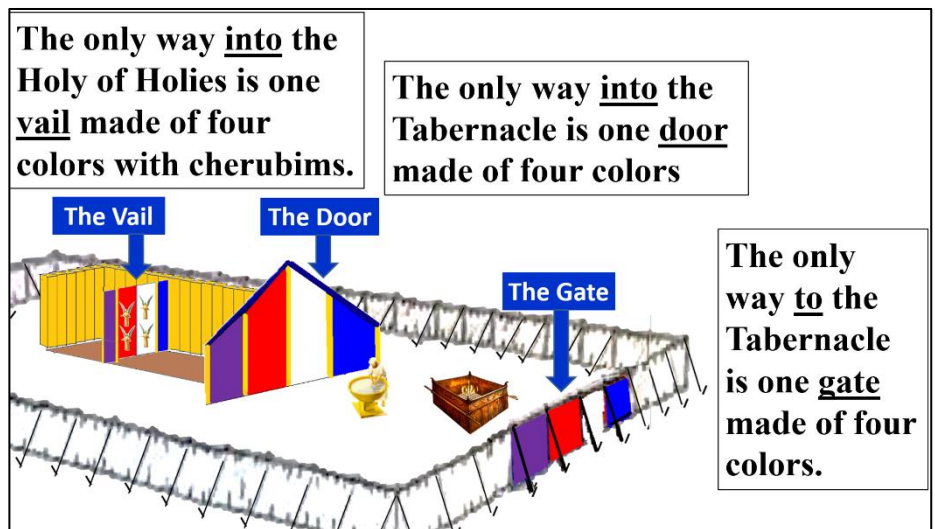 The only way into the
Holy of Holies is one
vail made of four
colors with cherubims.
The only way into the
Tabernacle is one door
made of four colors
The Vail
The Door
The Gate
The only
way to the
Tabernacle
is one gate
made of four
colors.